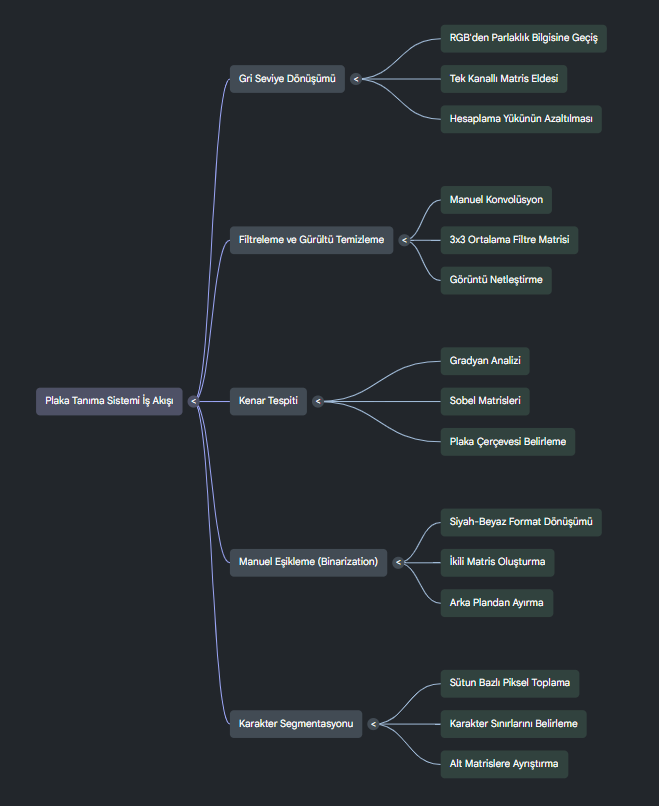 Plaka Tanıma Sistemi İş Akışı
Gri Seviye Dönüşümü
RGB'den Parlaklık Bilgisine Geçiş
Tek Kanallı Matris Eldesi
Hesaplama Yükünün Azaltılması
Filtreleme ve Gürültü Temizleme
Manuel Konvolüsyon
3x3 Ortalama Filtre Matrisi
Görüntü Netleştirme
Kenar Tespiti
Gradyan Analizi
Sobel Matrisleri
Plaka Çerçevesi Belirleme
Manuel Eşikleme (Binarization)
Siyah-Beyaz Format Dönüşümü
İkili Matris Oluşturma
Arka Plandan Ayırma
Karakter Segmentasyonu
Sütun Bazlı Piksel Toplama
Karakter Sınırlarını Belirleme
Alt Matrislere Ayrıştırma